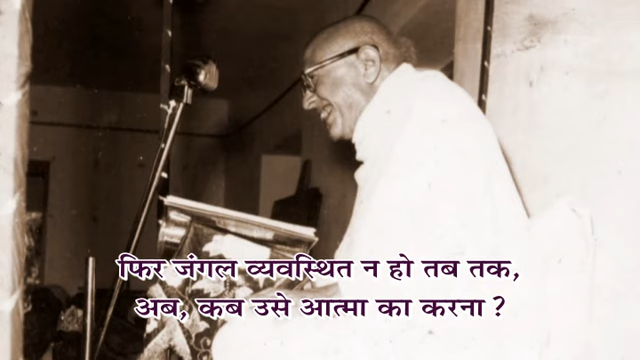 फिर जंगल व्यवस्थित न हो तब तक,
अब, कब उसे आत्मा का करना ?